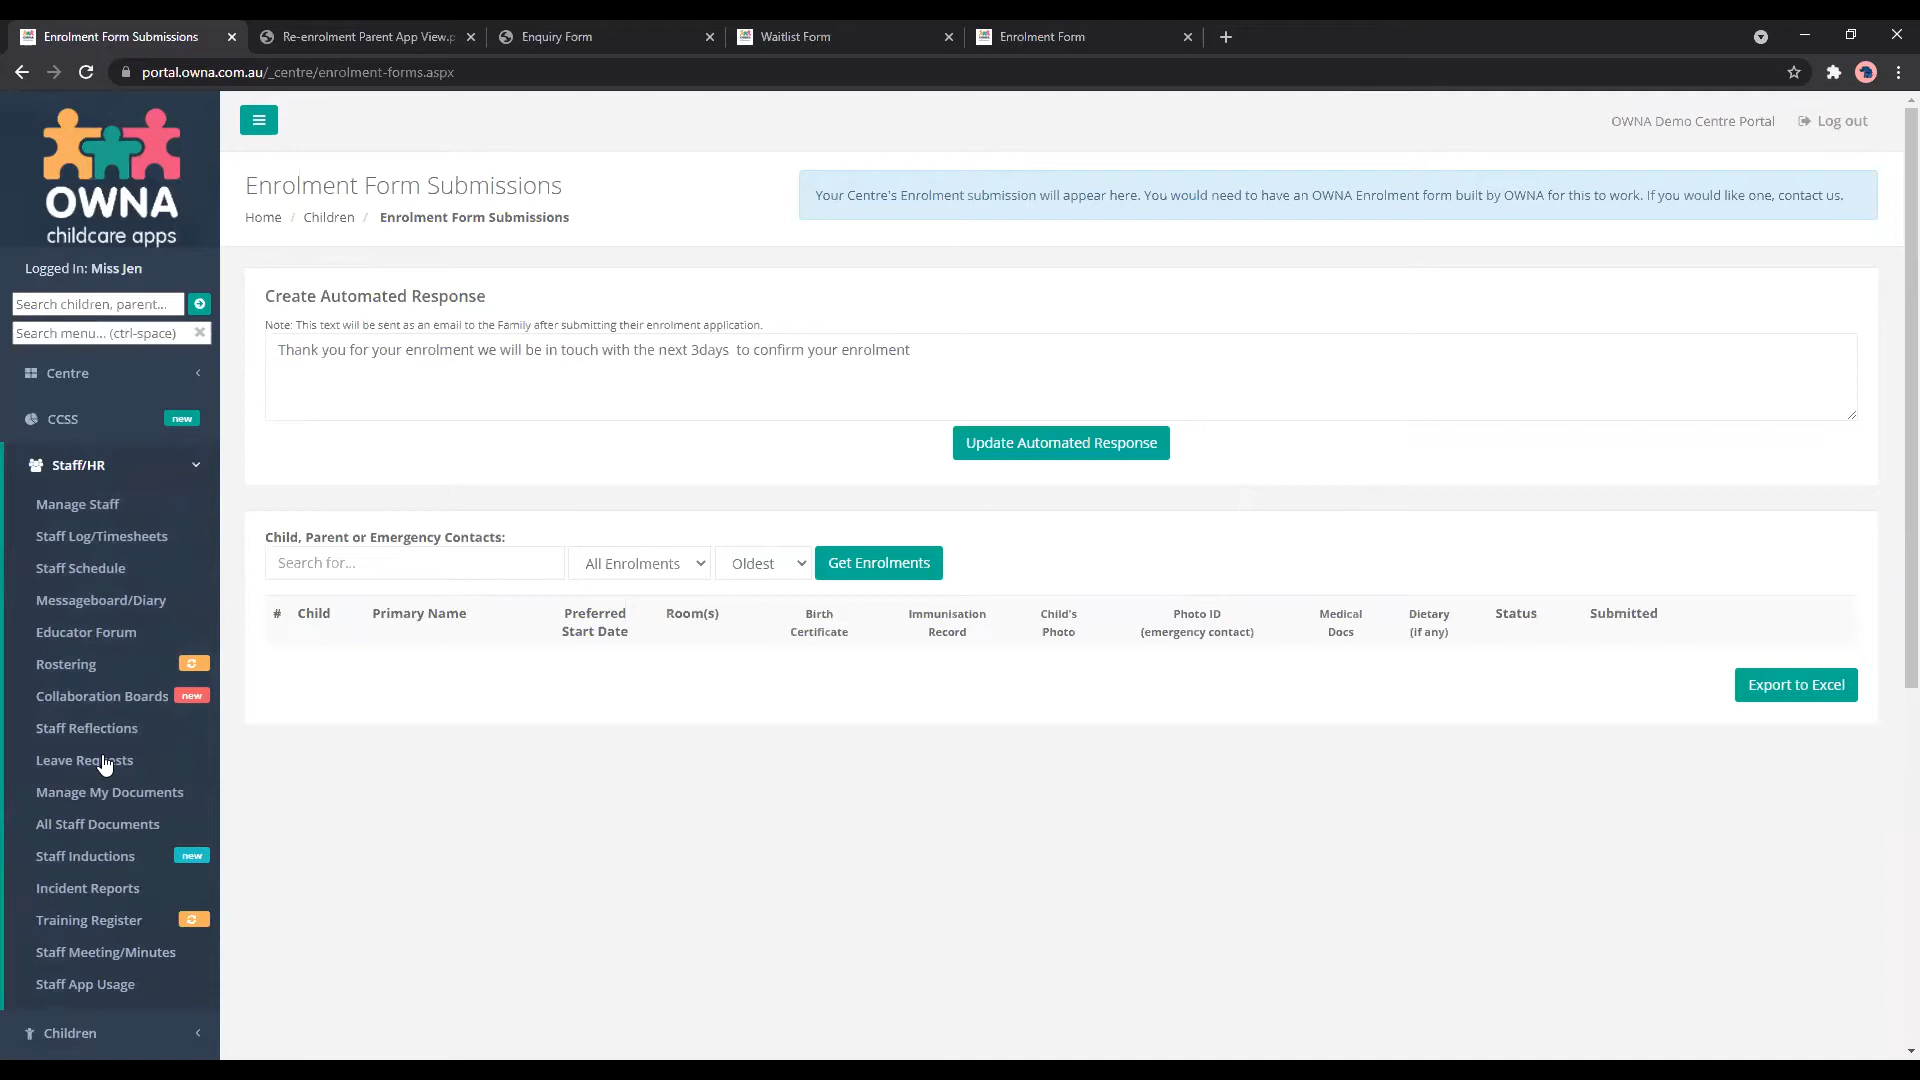 Enrolment Form Submissions
Re-enrolment Parent App View.p
Enquiry Form
Waitlist Form
Enrolment Form
portal.owna.com.au/_centre/enrolment-forms.aspx
OWNA
childcare apps
Logged In: Miss Jen
Search children, parent...
Search menu... (ctrl-space)
Centre
CCSS new
Staff/HR
Manage Staff
Staff Log/Timesheets
Staff Schedule
Messageboard/Diary
Educator Forum
Rostering
Collaboration Boards new
Staff Reflections
Leave Requests
Manage My Documents
All Staff Documents
Staff Inductions new
Incident Reports
Training Register
Staff Meeting/Minutes
Staff App Usage
Children
OWNA Demo Centre Portal Log out
Enrolment Form Submissions
Home / Children / Enrolment Form Submissions
Your Centre's Enrolment submission will appear here. You would need to have an OWNA Enrolment form built by OWNA for this to work. If you would like one, contact us.
Create Automated Response
Note: This text will be sent as an email to the Family after submitting their enrolment application.
Thank you for your enrolment we will be in touch with the next 3days to confirm your enrolment
Update Automated Response
Child, Parent or Emergency Contacts:
Search for... All Enrolments Oldest Get Enrolments
# Child Primary Name Preferred Start Date Room(s) Birth Certificate Immunisation Record Child's Photo Photo ID (emergency contact) Medical Docs Dietary (if any) Status Submitted
Export to Excel